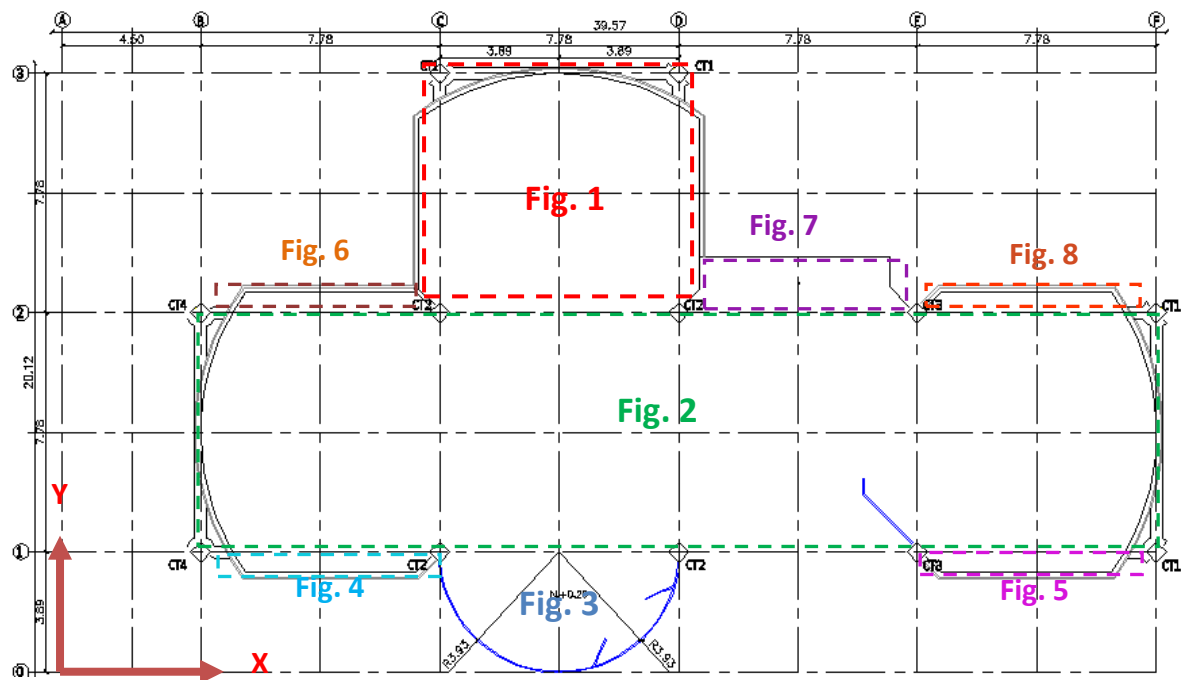 A B C D E F
39.57
4.50 7.78 7.78 7.78 7.78
3.89 3.89
3 CT1 CT1
Fig. 1
7.78
Fig. 7
Fig. 6 Fig. 8
2 CT4 CT2 CT2 CT3 CT1
20.12
Fig. 2
7.78
Y
1 CT4 CT2 CT2 CT3 CT1
Fig. 4 Fig. 5
N+0.20
Fig. 3
3.89
R3.93 R3.93
X
0